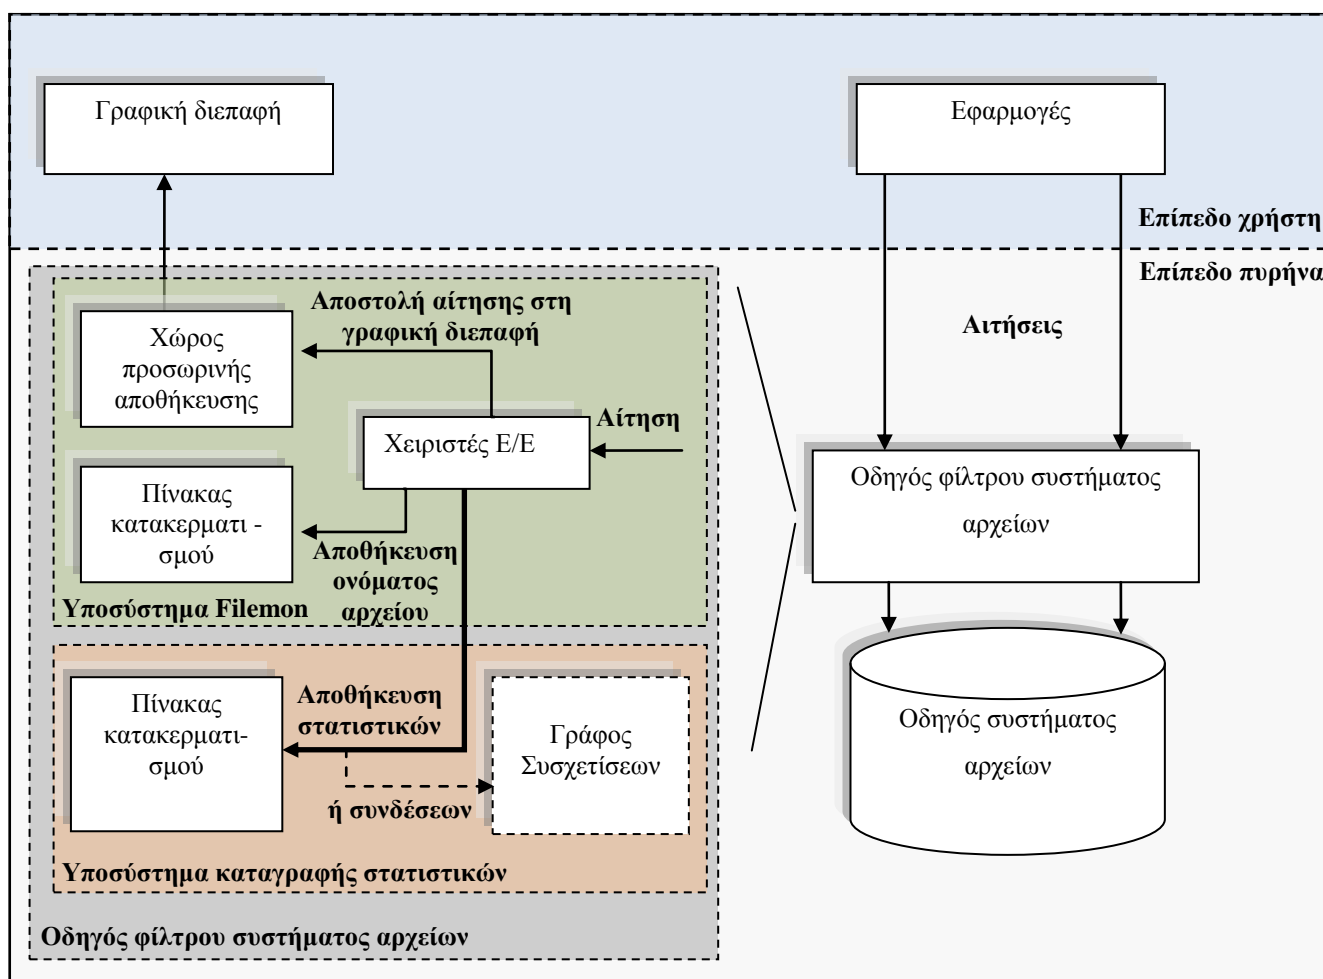 Γραφική διεπαφή
Εφαρμογές
Επίπεδο χρήστη
Επίπεδο πυρήνα
Αιτήσεις
Αποστολή αίτησης στη
γραφική διεπαφή
Χώρος
προσωρινής
αποθήκευσης
Αίτηση
Χειριστές Ε/Ε
Πίνακας
κατακερματι -
σμού
Αποθήκευση
ονόματος
αρχείου
Υποσύστημα Filemon
Οδηγός φίλτρου συστήματος
αρχείων
Πίνακας
κατακερματι-
σμού
Αποθήκευση
στατιστικών
Γράφος
Συσχετίσεων
ή συνδέσεων
Υποσύστημα καταγραφής στατιστικών
Οδηγός φίλτρου συστήματος αρχείων
Οδηγός συστήματος
αρχείων